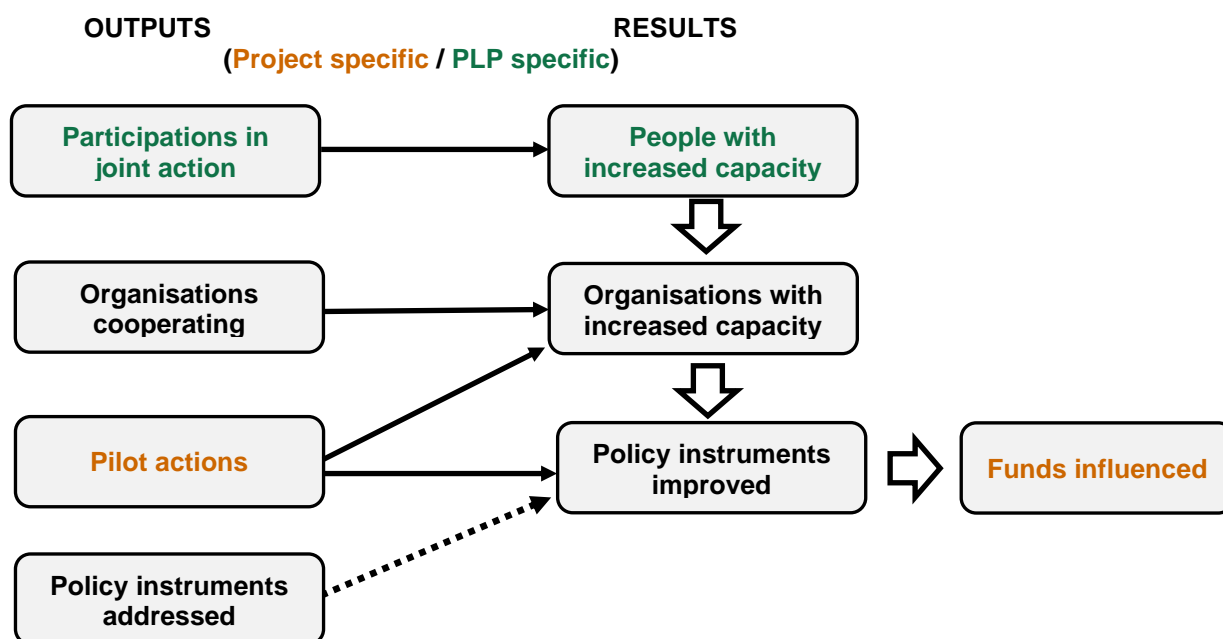 OUTPUTS RESULTS
(Project specific / PLP specific)
Participations in
joint action
People with
increased capacity
Organisations
cooperating
Organisations with
increased capacity
Pilot actions
Policy instruments
improved
Funds influenced
Policy instruments
addressed